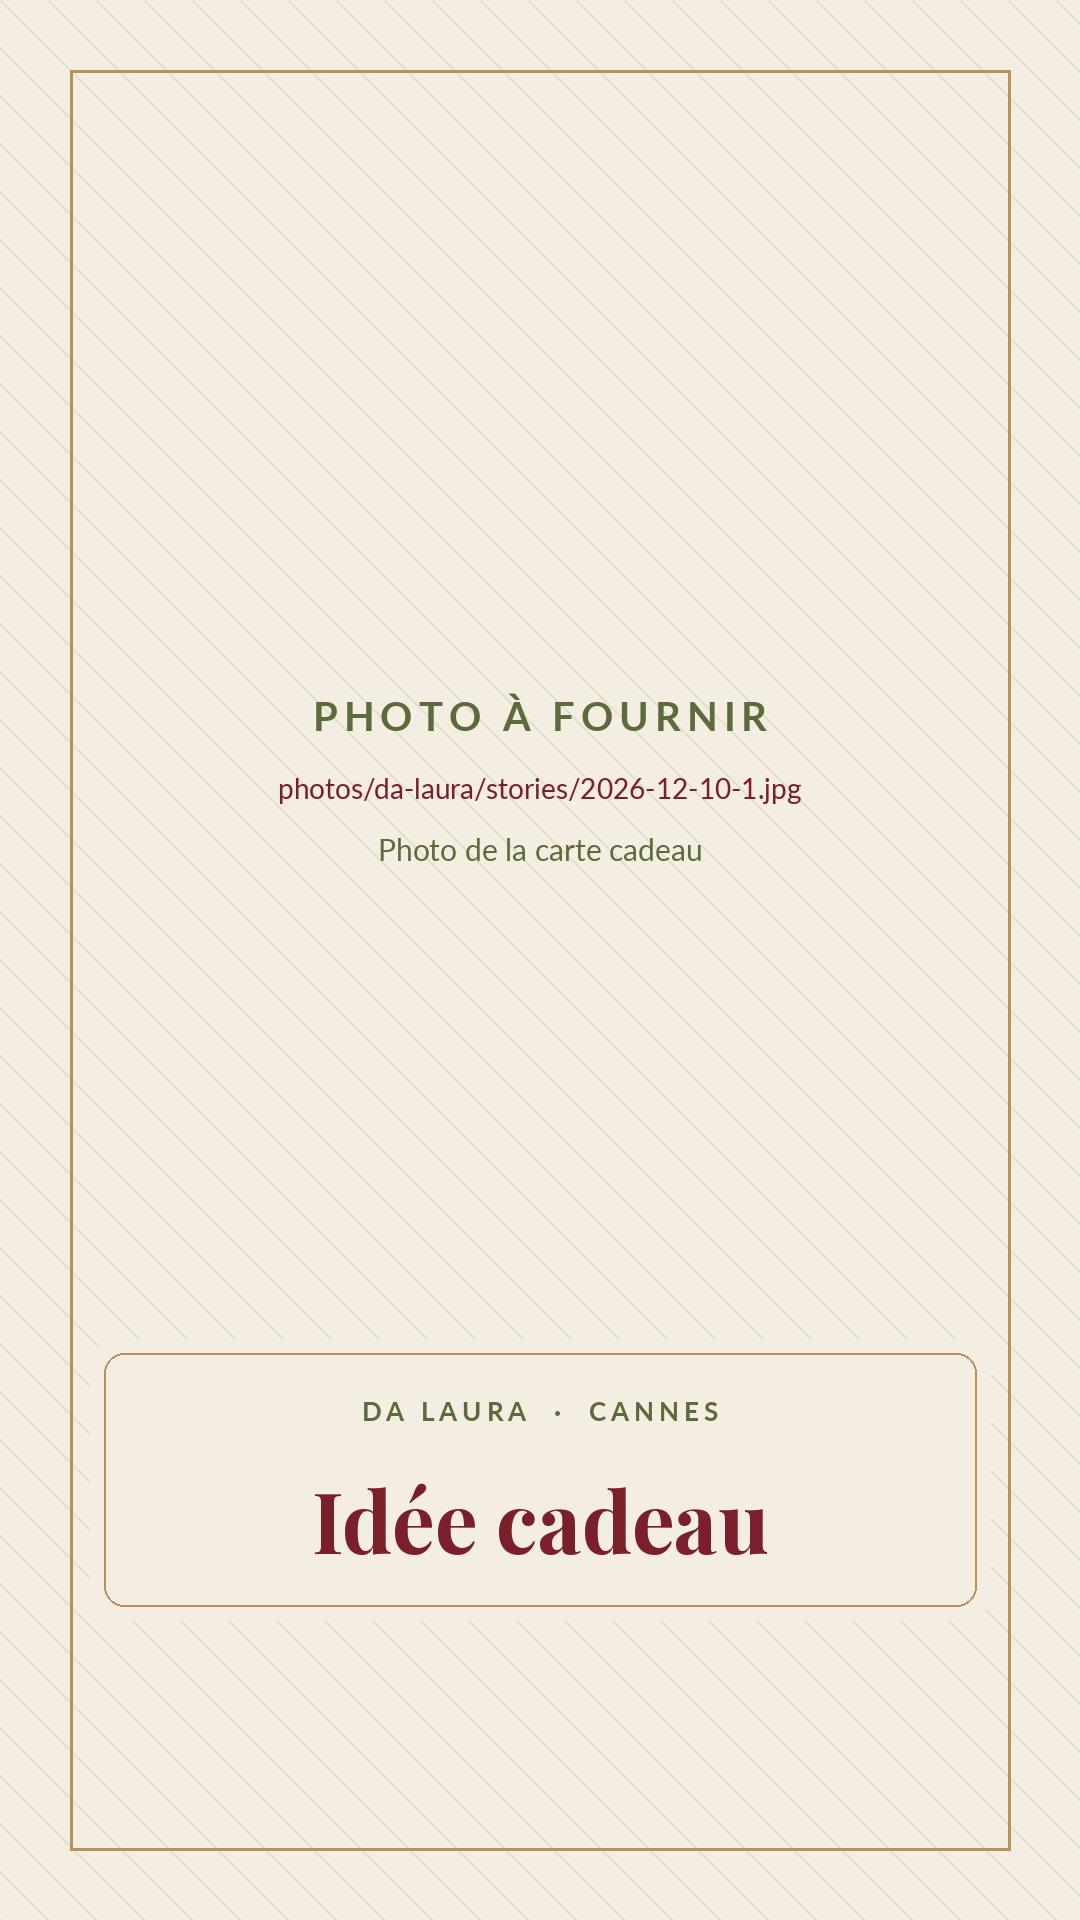 PHOTO À FOURNIR
photos/da-laura/stories/2026-12-10-1.jpg
Photo de la carte cadeau
DA LAURA · CANNES
Idée cadeau